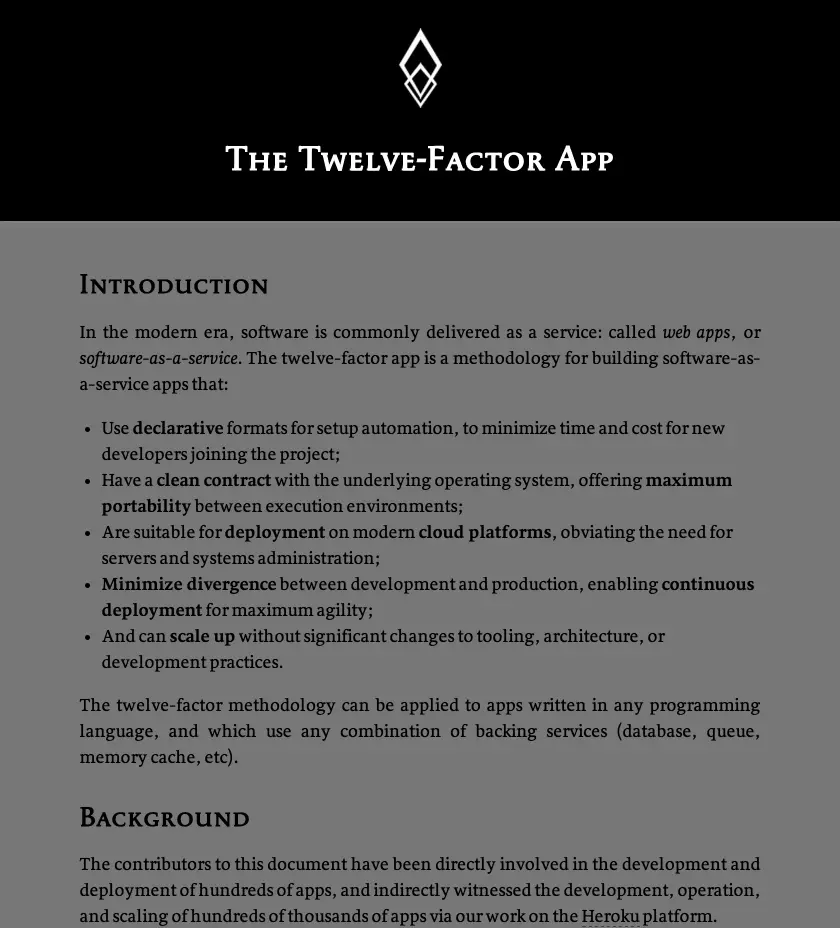 The Twelve-Factor App
Introduction
In the modern era, software is commonly delivered as a service: called web apps, or
software-as-a-service. The twelve-factor app is a methodology for building software-as-
a-service apps that:
• Use declarative formats for setup automation, to minimize time and cost for new
developers joining the project;
• Have a clean contract with the underlying operating system, offering maximum
portability between execution environments;
• Are suitable for deployment on modern cloud platforms, obviating the need for
servers and systems administration;
• Minimize divergence between development and production, enabling continuous
deployment for maximum agility;
• And can scale up without significant changes to tooling, architecture, or
development practices.
The twelve-factor methodology can be applied to apps written in any programming
language, and which use any combination of backing services (database, queue,
memory cache, etc).
Background
The contributors to this document have been directly involved in the development and
deployment of hundreds of apps, and indirectly witnessed the development, operation,
and scaling of hundreds of thousands of apps via our work on the Heroku platform.